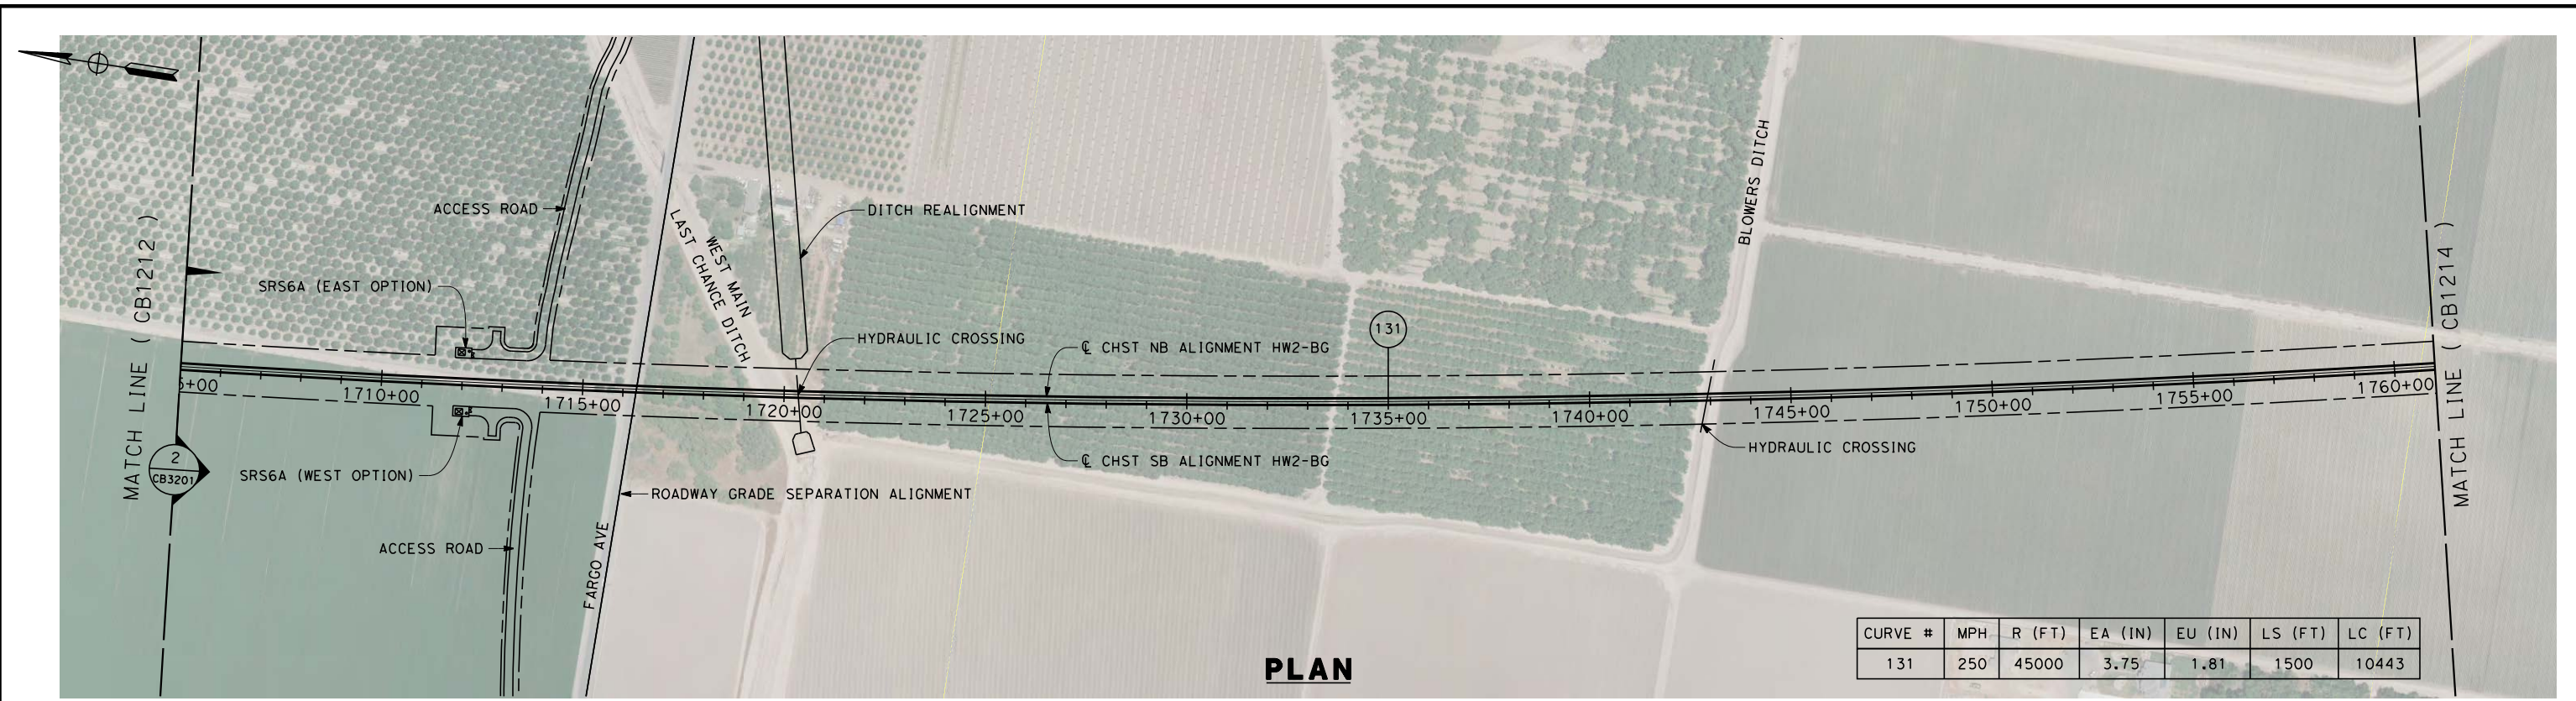 MATCH LINE ( CB1212 )
ACCESS ROAD
SRS6A (EAST OPTION)
WEST MAIN
LAST CHANCE DITCH
DITCH REALIGNMENT
HYDRAULIC CROSSING
℄ CHST NB ALIGNMENT HW2-BG
131
BLOWERS DITCH
MATCH LINE ( CB1214 )
5+00
1710+00
1715+00
1720+00
1725+00
1730+00
1735+00
1740+00
1745+00
1750+00
1755+00
1760+00
2
CB3201
SRS6A (WEST OPTION)
℄ CHST SB ALIGNMENT HW2-BG
HYDRAULIC CROSSING
ROADWAY GRADE SEPARATION ALIGNMENT
ACCESS ROAD
FARGO AVE
PLAN
CURVE # MPH R (FT) EA (IN) EU (IN) LS (FT) LC (FT)
131 250 45000 3.75 1.81 1500 10443